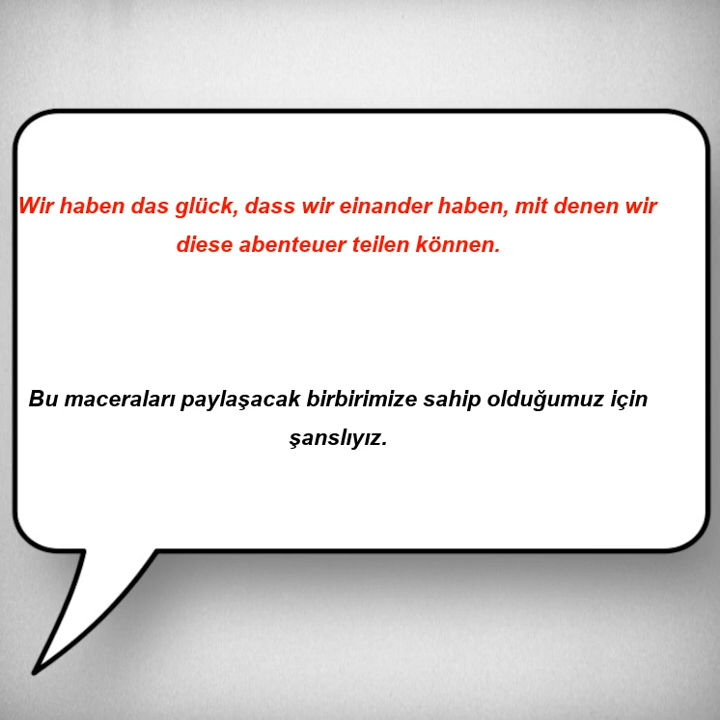 Wir haben das glück, dass wir einander haben, mit denen wir
diese abenteuer teilen können.
Bu maceraları paylaşacak birbirimize sahip olduğumuz için
şanslıyız.